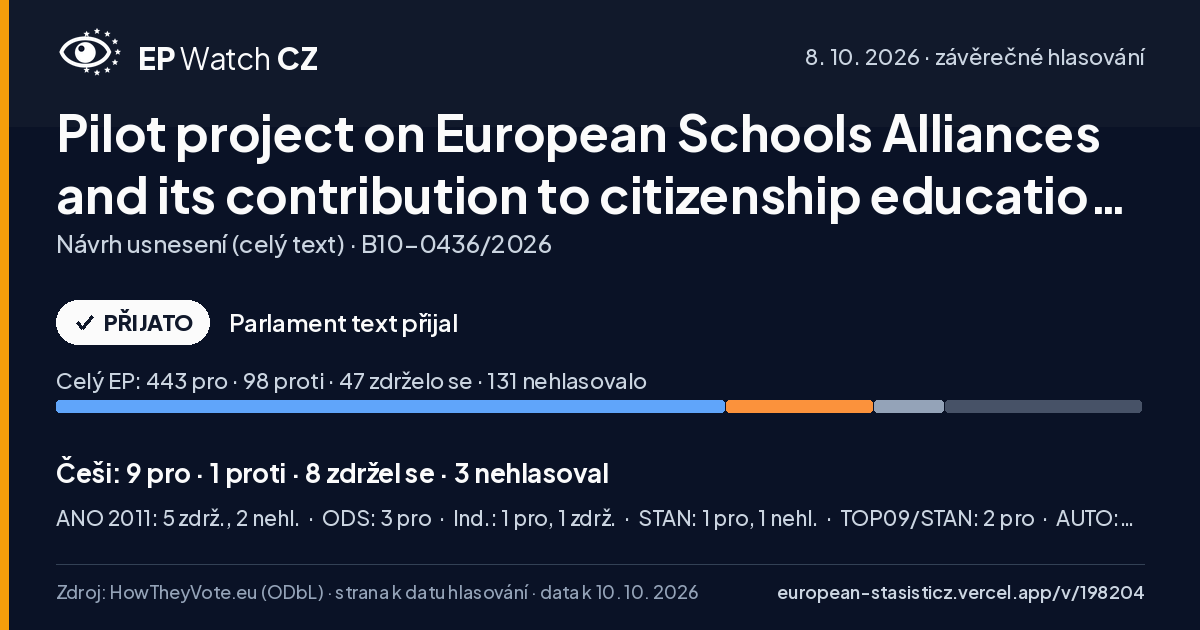 EP Watch CZ
8. 10. 2026 · závěrečné hlasování
Pilot project on European Schools Alliances
and its contribution to citizenship educatio…
Návrh usnesení (celý text) · B10-0436/2026
✓ PŘIJATO
Parlament text přijal
Celý EP: 443 pro · 98 proti · 47 zdrželo se · 131 nehlasovalo
Češi: 9 pro · 1 proti · 8 zdržel se · 3 nehlasoval
ANO 2011: 5 zdrž., 2 nehl. · ODS: 3 pro · Ind.: 1 pro, 1 zdrž. · STAN: 1 pro, 1 nehl. · TOP09/STAN: 2 pro · AUTO:…
Zdroj: HowTheyVote.eu (ODbL) · strana k datu hlasování · data k 10. 10. 2026
european-stasisticz.vercel.app/v/198204